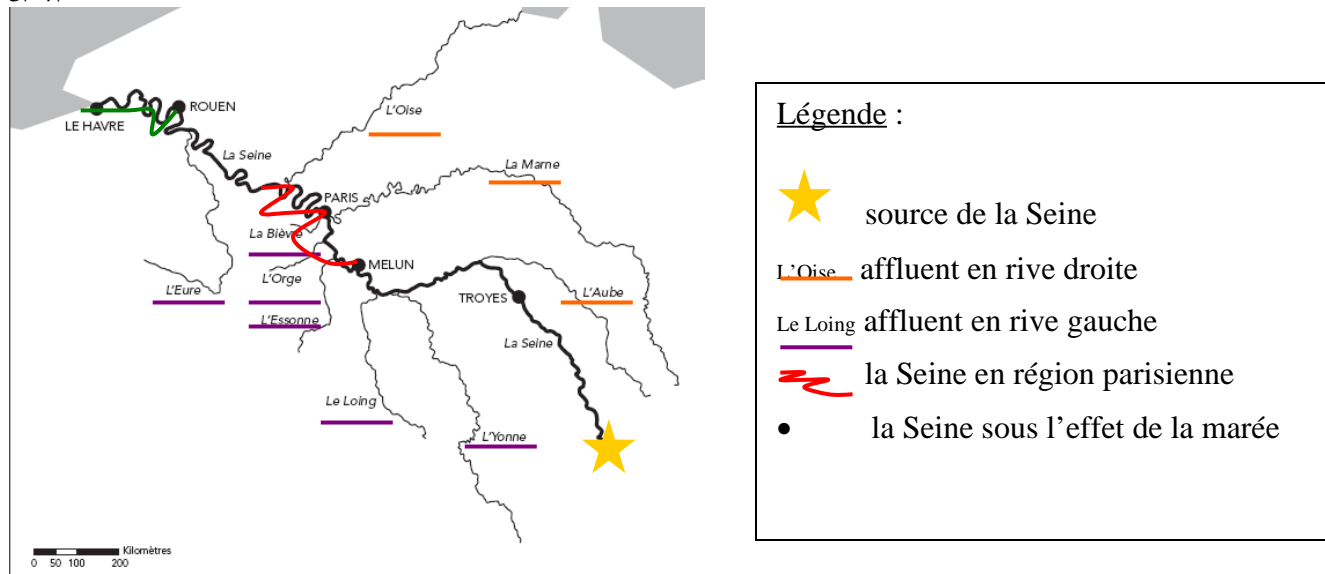 ROUEN
LE HAVRE
L'Oise
La Seine
La Marne
PARIS
La Bièvre
MELUN
L'Orge
L'Eure
L'Aube
TROYES
L'Essonne
La Seine
Le Loing
L'Yonne
Kilomètres
0 50 100 200
Légende :
source de la Seine
L'Oise affluent en rive droite
Le Loing affluent en rive gauche
la Seine en région parisienne
• la Seine sous l'effet de la marée